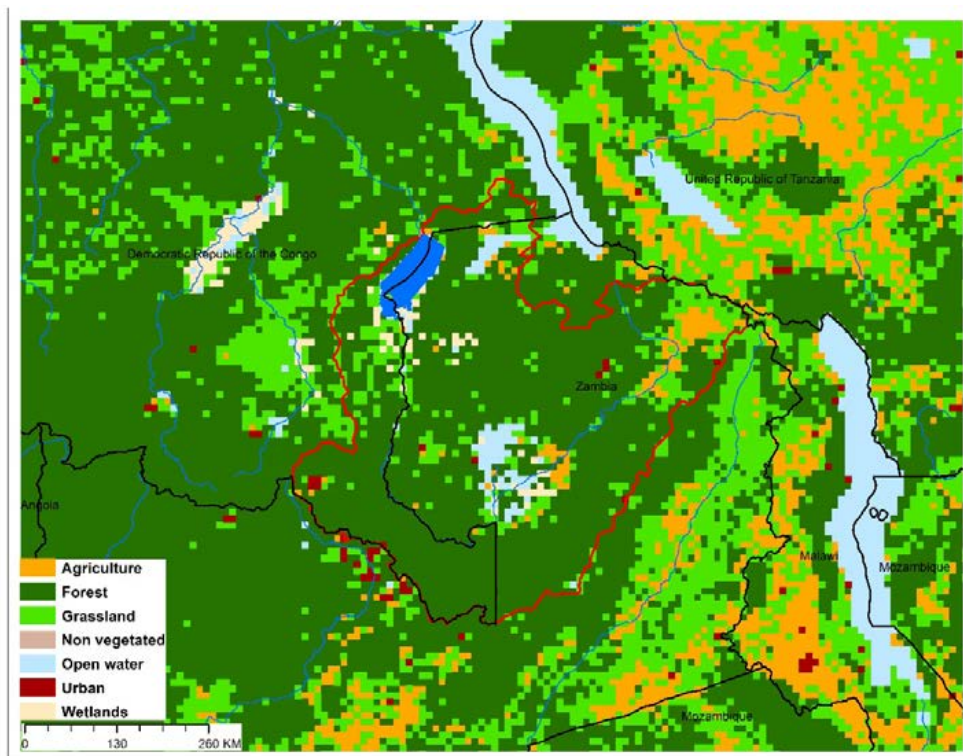 United Republic of Tanzania
Democratic Republic of the Congo
Zambia
Angola
Malawi
Mozambique
Agriculture
Forest
Grassland
Non vegetated
Open water
Urban
Wetlands
Mozambique
0 130 260 KM